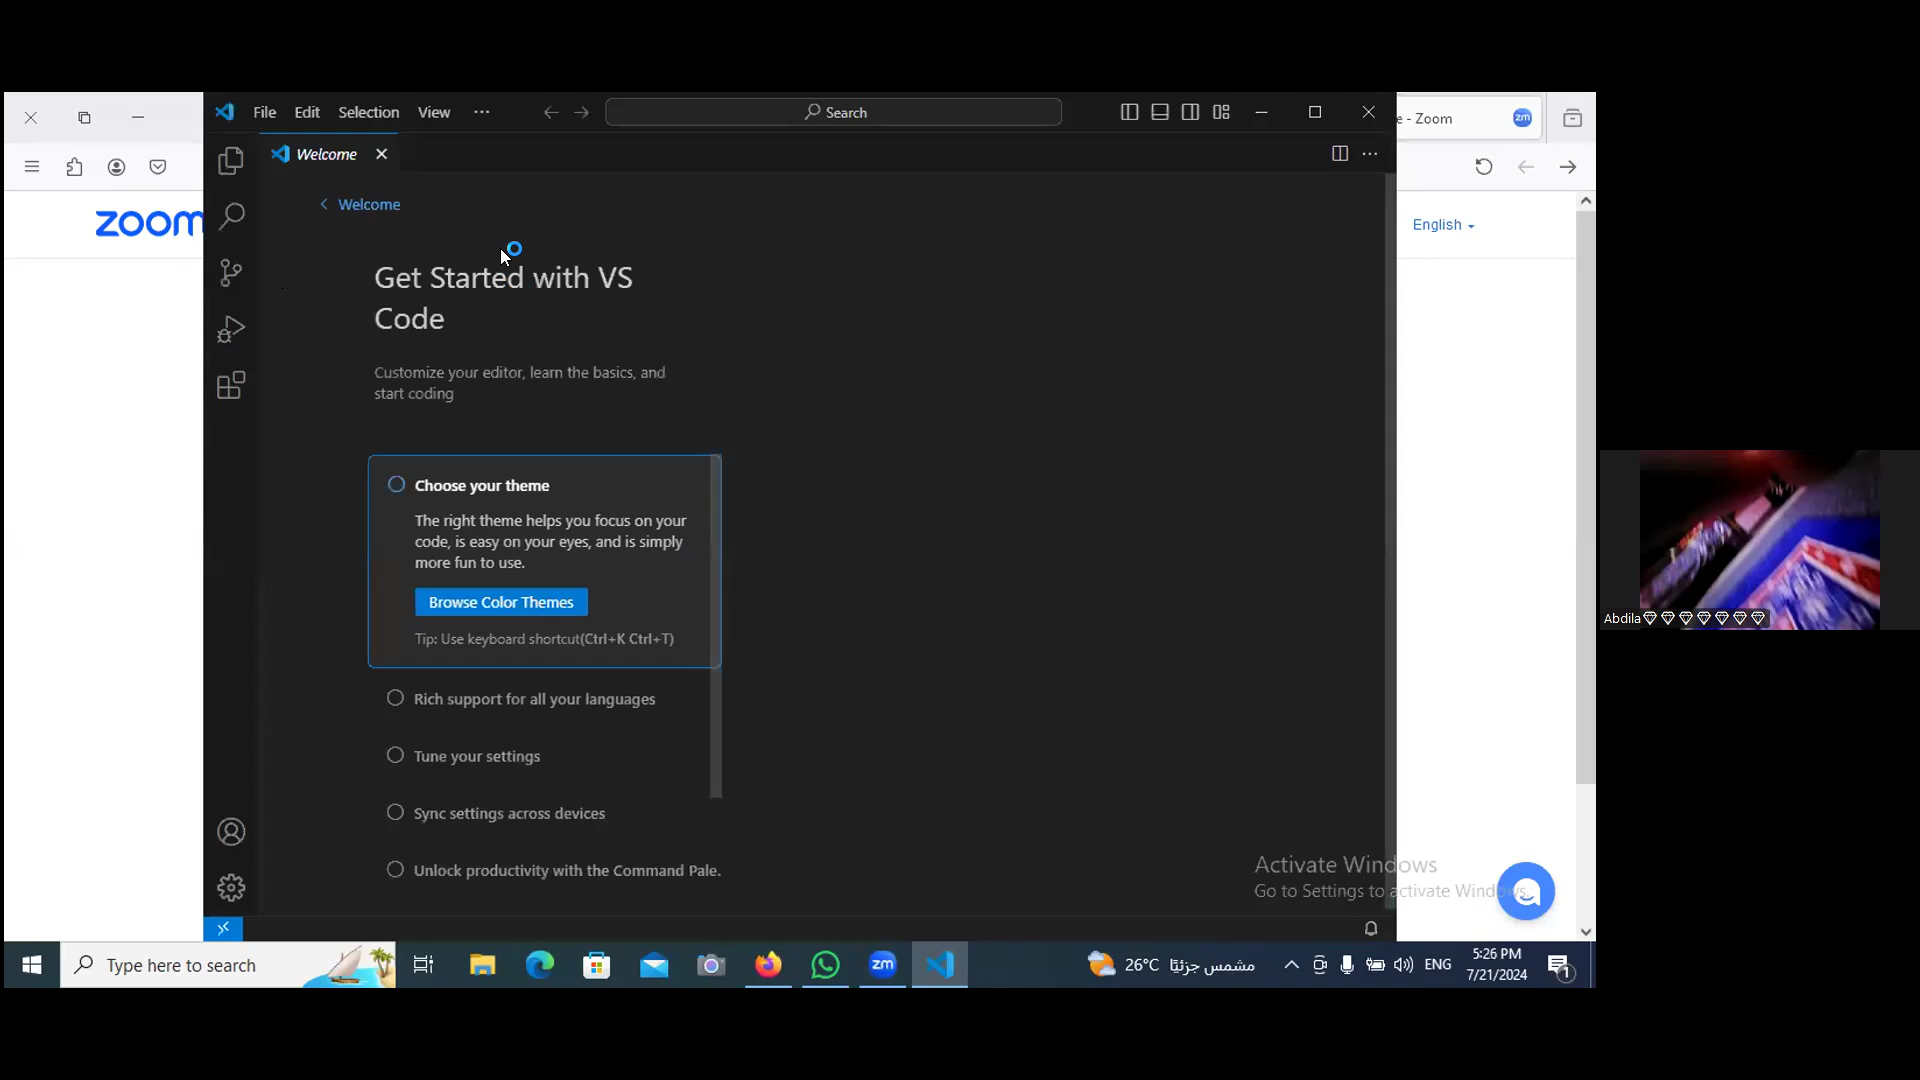 File Edit Selection View ··· Search
e - Zoom zm
Welcome
zoom
Welcome
English
Get Started with VS
Code
Customize your editor, learn the basics, and
start coding
Choose your theme
The right theme helps you focus on your
code, is easy on your eyes, and is simply
more fun to use.
Browse Color Themes
Tip: Use keyboard shortcut(Ctrl+K Ctrl+T)
Abdila
Rich support for all your languages
Tune your settings
Sync settings across devices
Unlock productivity with the Command Pale.
Activate Windows
Go to Settings to activate Windows.
Type here to search
zm
26°C مشمس جزئيًا
ENG
5:26 PM
7/21/2024
1